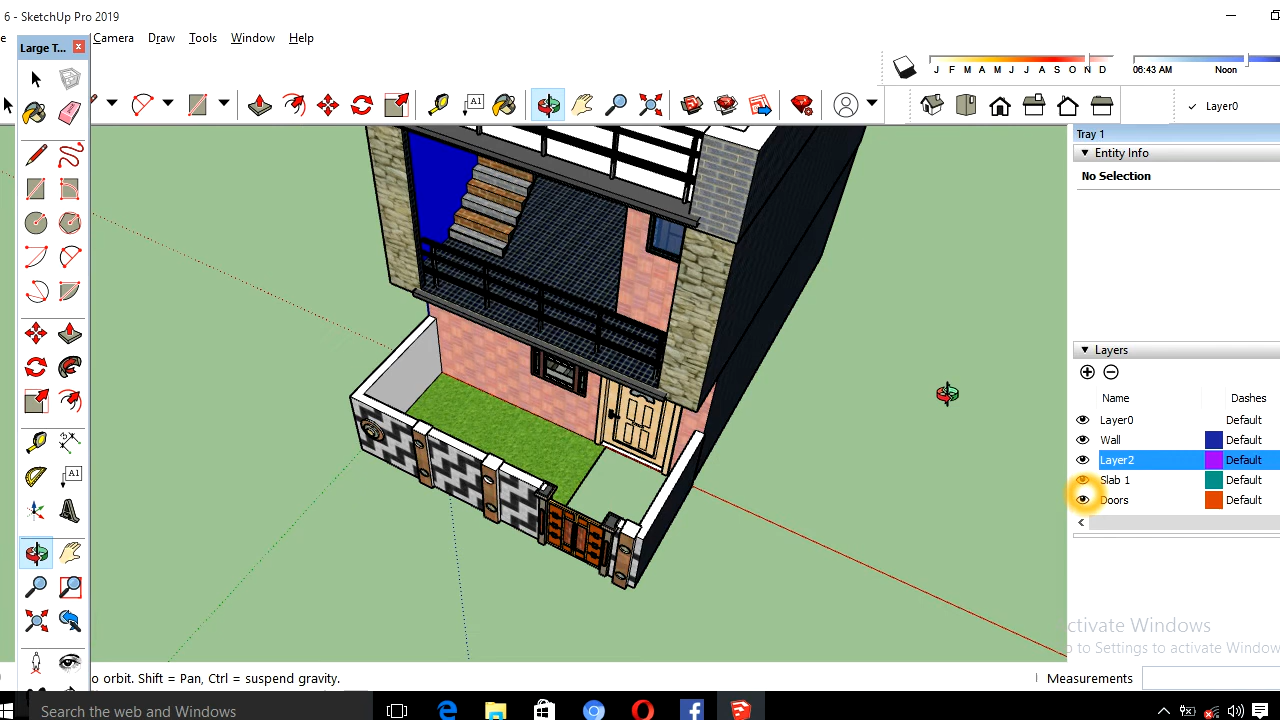 6 - SketchUp Pro 2019
Camera Draw Tools Window Help
Large T...
J F M A M J J A S O N D
06:43 AM Noon
A1
Layer0
Tray 1
Entity Info
No Selection
Layers
Name Dashes
Layer0 Default
Wall Default
Layer2 Default
Slab 1 Default
Doors Default
A1
ctivate Windows
o to Settings to activate Window
o orbit. Shift = Pan, Ctrl = suspend gravity.
Measurements
Search the web and Windows